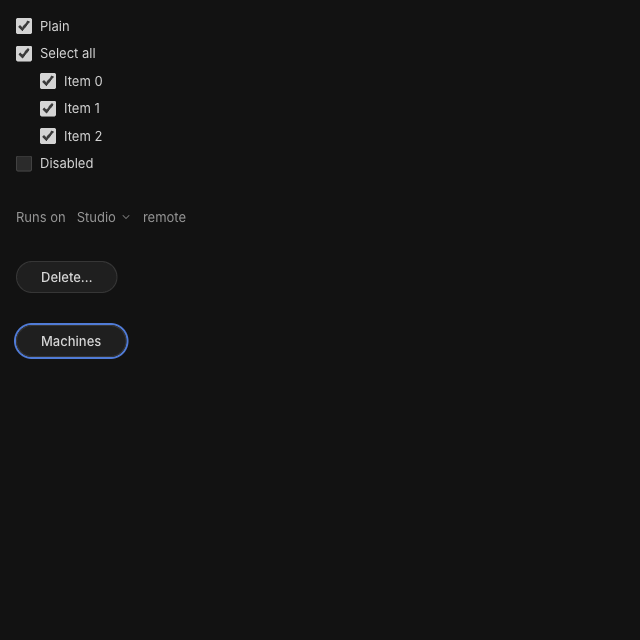 Plain
Select all
Item 0
Item 1
Item 2
Disabled
Runs on Studio remote
Delete...
Machines